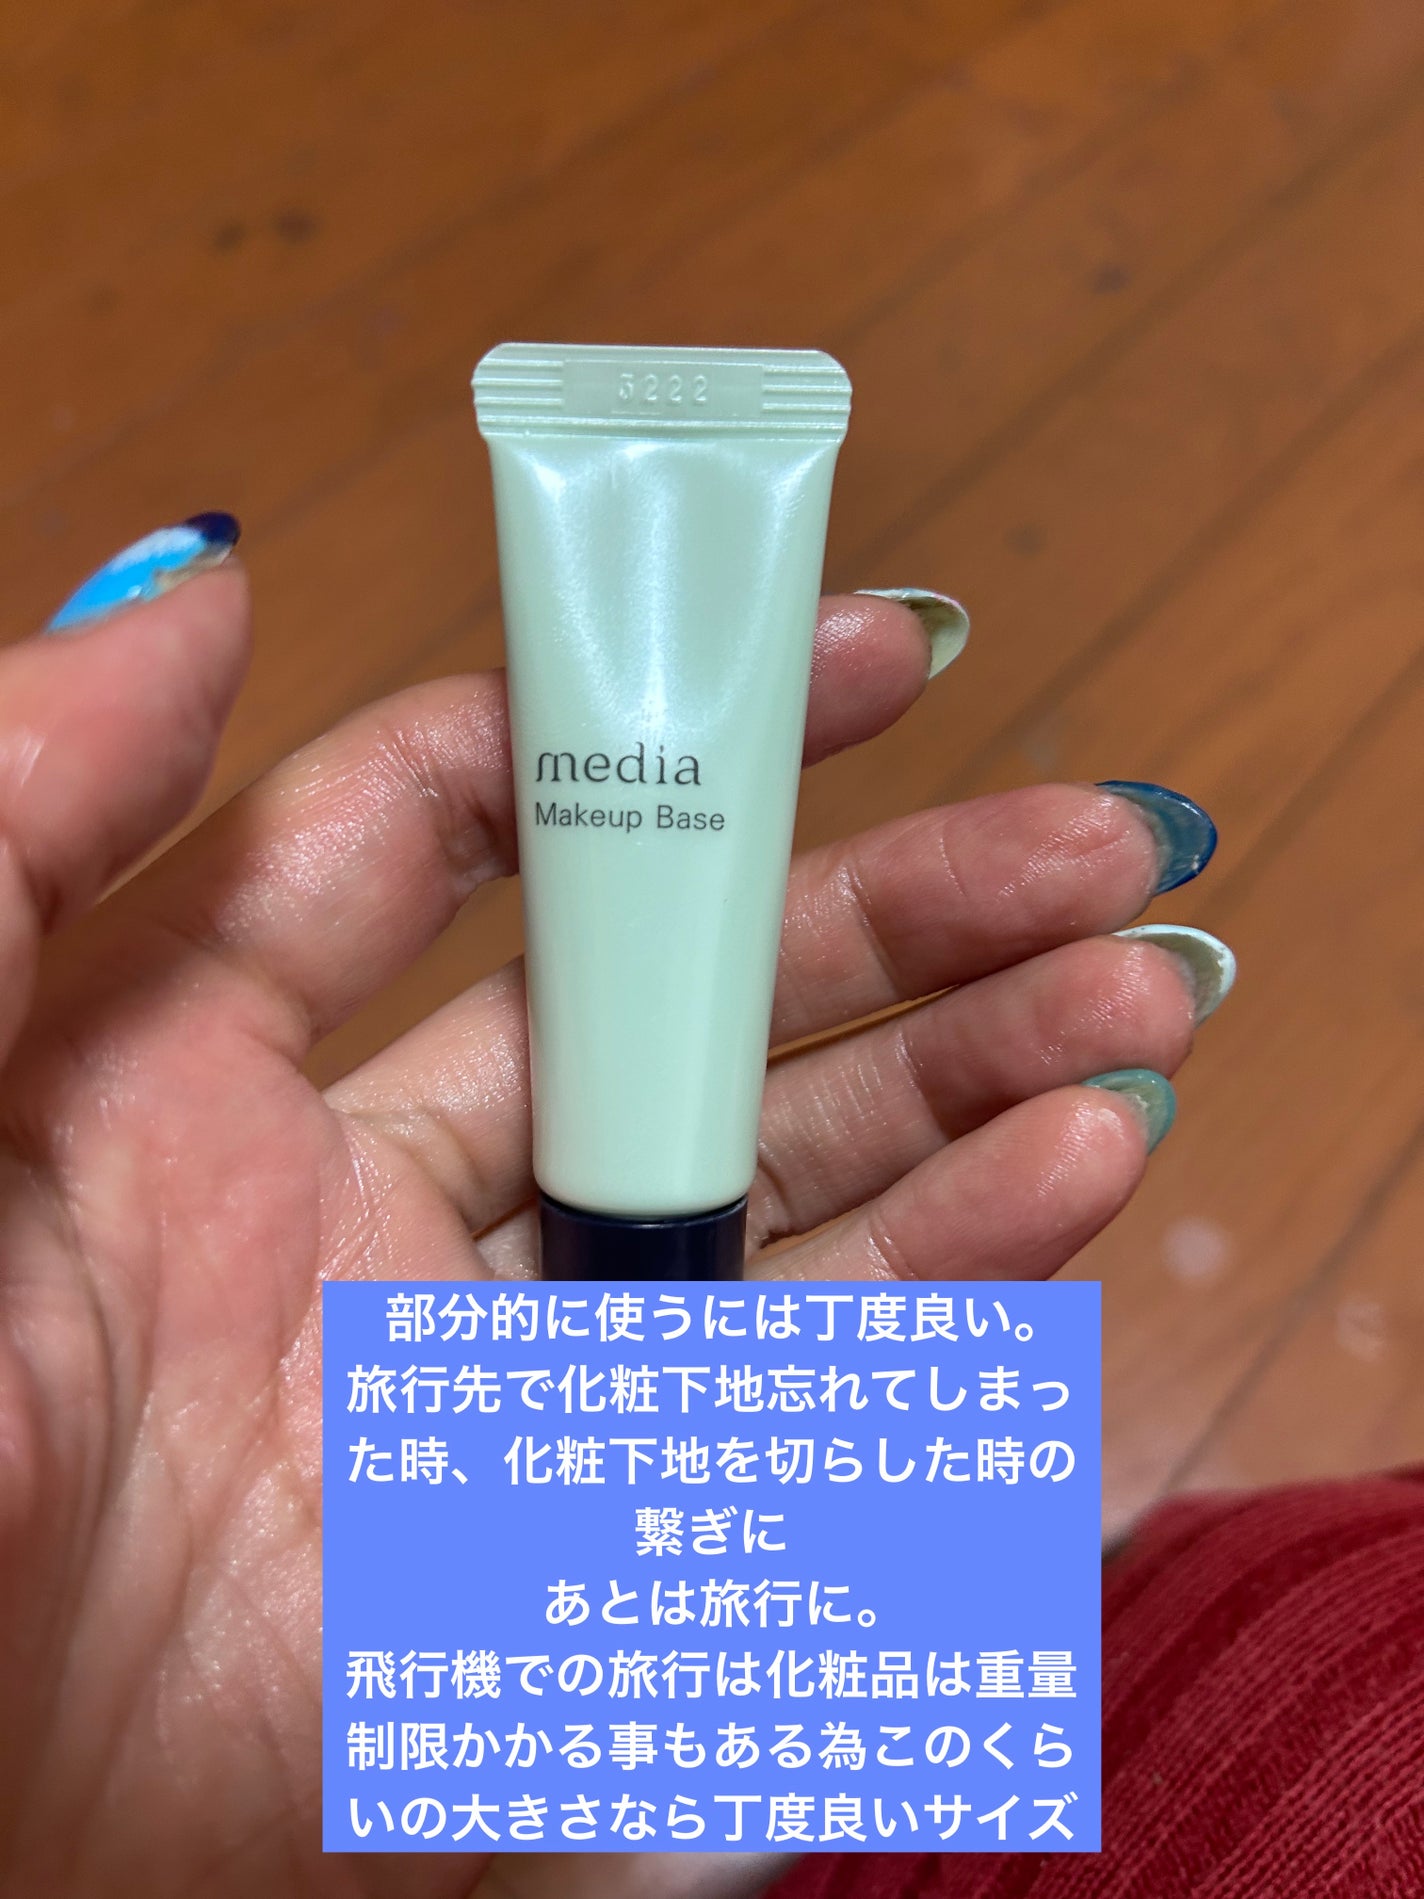 5222
media
Makeup Base
部分的に使うには丁度良い。
旅行先で化粧下地忘れてしまっ
た時、化粧下地を切らした時の
繋ぎに
あとは旅行に。
飛行機での旅行は化粧品は重量
制限かかる事もある為このくら
いの大きさなら丁度良いサイズ